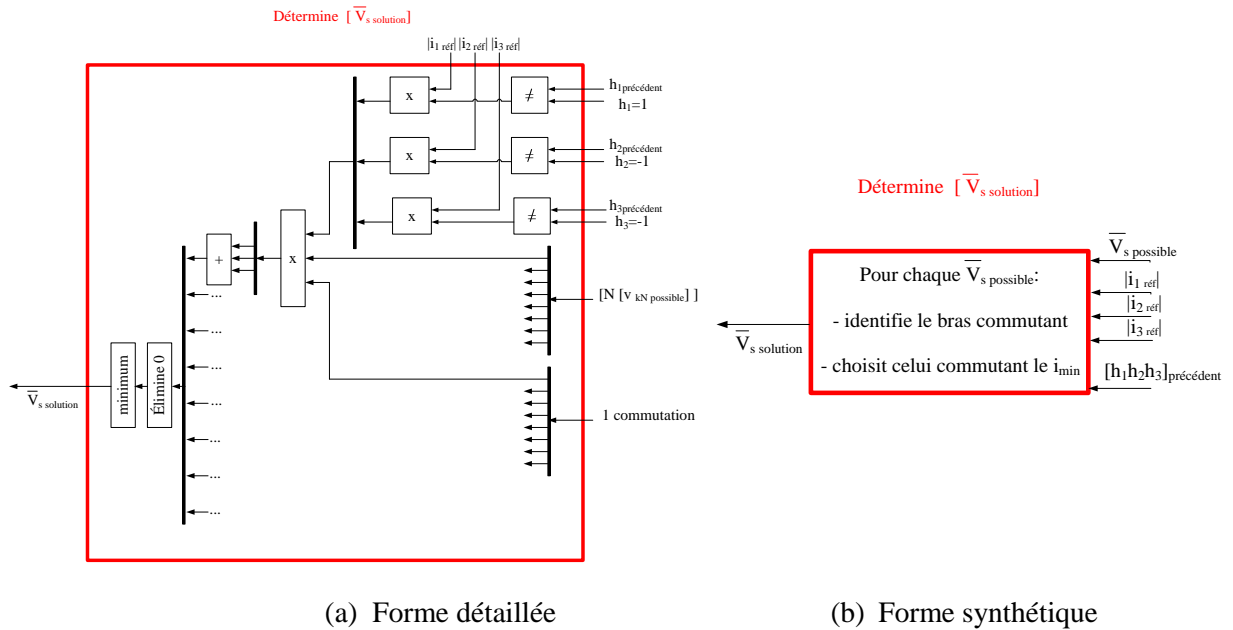 Détermine [ V̅s solution]
|i1 réf| |i2 réf| |i3 réf|
x
≠
h1précédent
h1=1
x
≠
h2précédent
h2=-1
x
≠
h3précédent
h3=-1
+
x
[N [v kN possible] ]
...
...
...
...
...
...
...
minimum
Élimine 0
V̅s solution
1 commutation
(a) Forme détaillée
Détermine [ V̅s solution]
Pour chaque V̅s possible:
- identifie le bras commutant
- choisit celui commutant le imin
V̅s possible
|i1 réf|
|i2 réf|
|i3 réf|
[h1h2h3]précédent
V̅s solution
(b) Forme synthétique